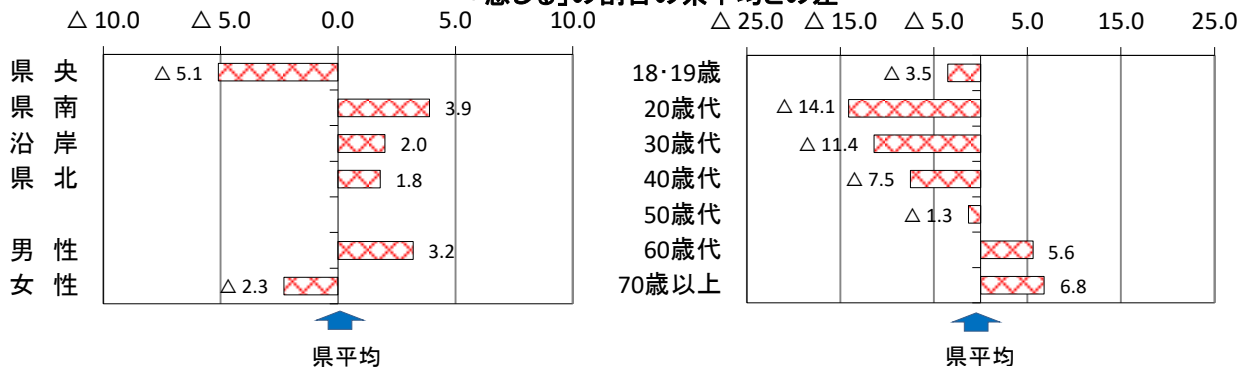 △ 10.0 △ 5.0 0.0 5.0 10.0
県 央 △ 5.1
県 南 3.9
沿 岸 2.0
県 北 1.8
男 性 3.2
女 性 △ 2.3
県平均
△ 25.0 △ 15.0 △ 5.0 5.0 15.0 25.0
18･19歳 △ 3.5
20歳代 △ 14.1
30歳代 △ 11.4
40歳代 △ 7.5
50歳代 △ 1.3
60歳代 5.6
70歳以上 6.8
県平均